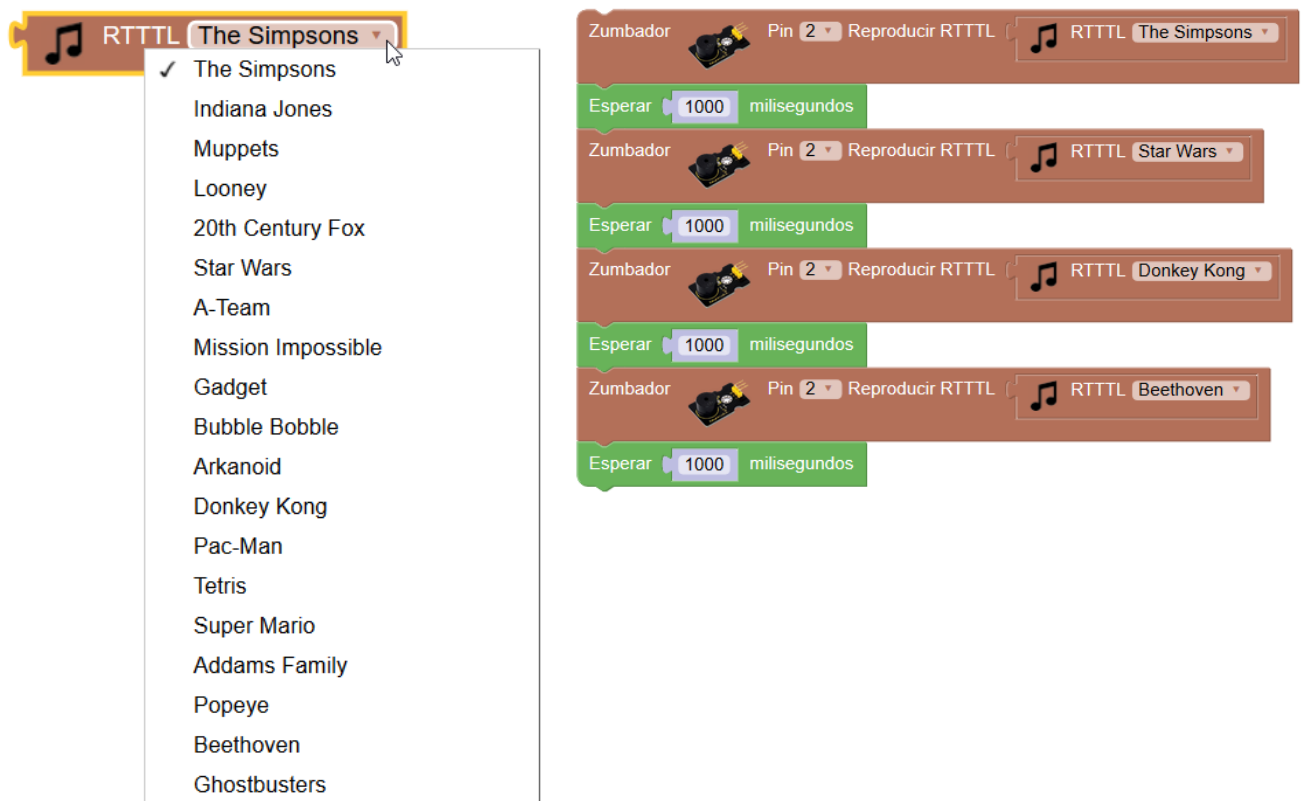 RTTTL The Simpsons
✓ The Simpsons
Indiana Jones
Muppets
Looney
20th Century Fox
Star Wars
A-Team
Mission Impossible
Gadget
Bubble Bobble
Arkanoid
Donkey Kong
Pac-Man
Tetris
Super Mario
Addams Family
Popeye
Beethoven
Ghostbusters
Zumbador Pin 2 Reproducir RTTTL RTTTL The Simpsons
Esperar 1000 milisegundos
Zumbador Pin 2 Reproducir RTTTL RTTTL Star Wars
Esperar 1000 milisegundos
Zumbador Pin 2 Reproducir RTTTL RTTTL Donkey Kong
Esperar 1000 milisegundos
Zumbador Pin 2 Reproducir RTTTL RTTTL Beethoven
Esperar 1000 milisegundos